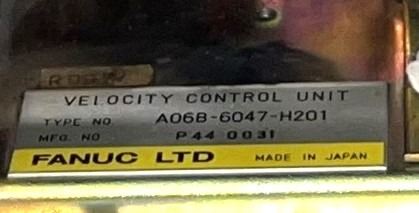 VELOCITY CONTROL UNIT
TYPE NO. A06B-6047-H201
MFG. NO. P44 0031
FANUC LTD MADE IN JAPAN